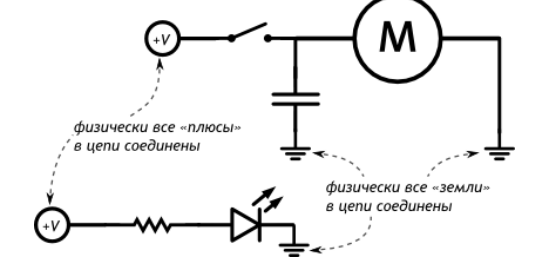 +V
M
физически все «плюсы»
в цепи соединены
физически все «земли»
в цепи соединены
+V